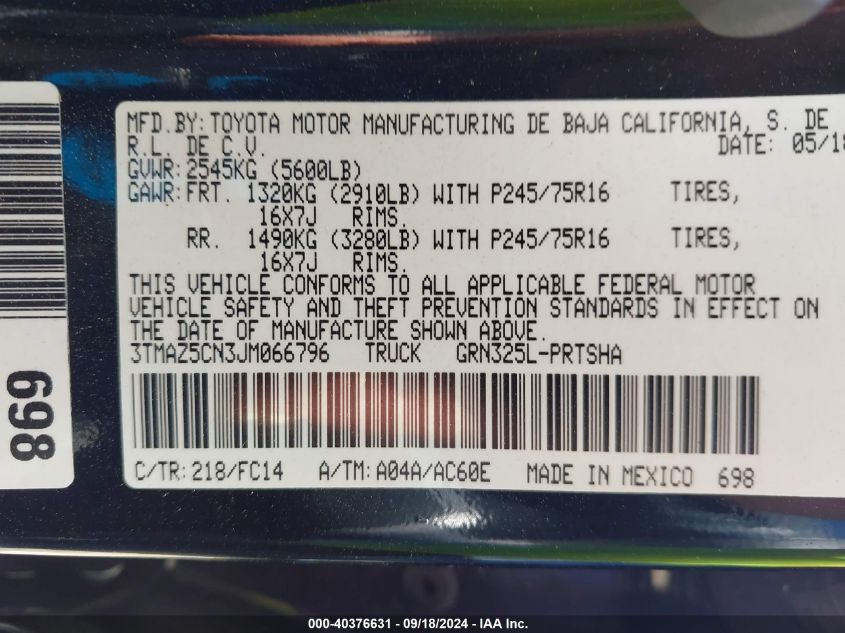 MFD.BY:TOYOTA MOTOR MANUFACTURING DE BAJA CALIFORNIA, S. DE
R.L. DE C.V. DATE: 05/18
GVWR:2545KG (5600LB)
GAWR:FRT. 1320KG (2910LB) WITH P245/75R16 TIRES,
16X7J RIMS.
RR. 1490KG (3280LB) WITH P245/75R16 TIRES,
16X7J RIMS.
THIS VEHICLE CONFORMS TO ALL APPLICABLE FEDERAL MOTOR
VEHICLE SAFETY AND THEFT PREVENTION STANDARDS IN EFFECT ON
THE DATE OF MANUFACTURE SHOWN ABOVE.
3TMAZ5CN3JM066796 TRUCK GRN325L-PRTSHA
C/TR:218/FC14 A/TM:A04A/AC60E MADE IN MEXICO 698
698
000-40376631 - 09/18/2024 - IAA Inc.